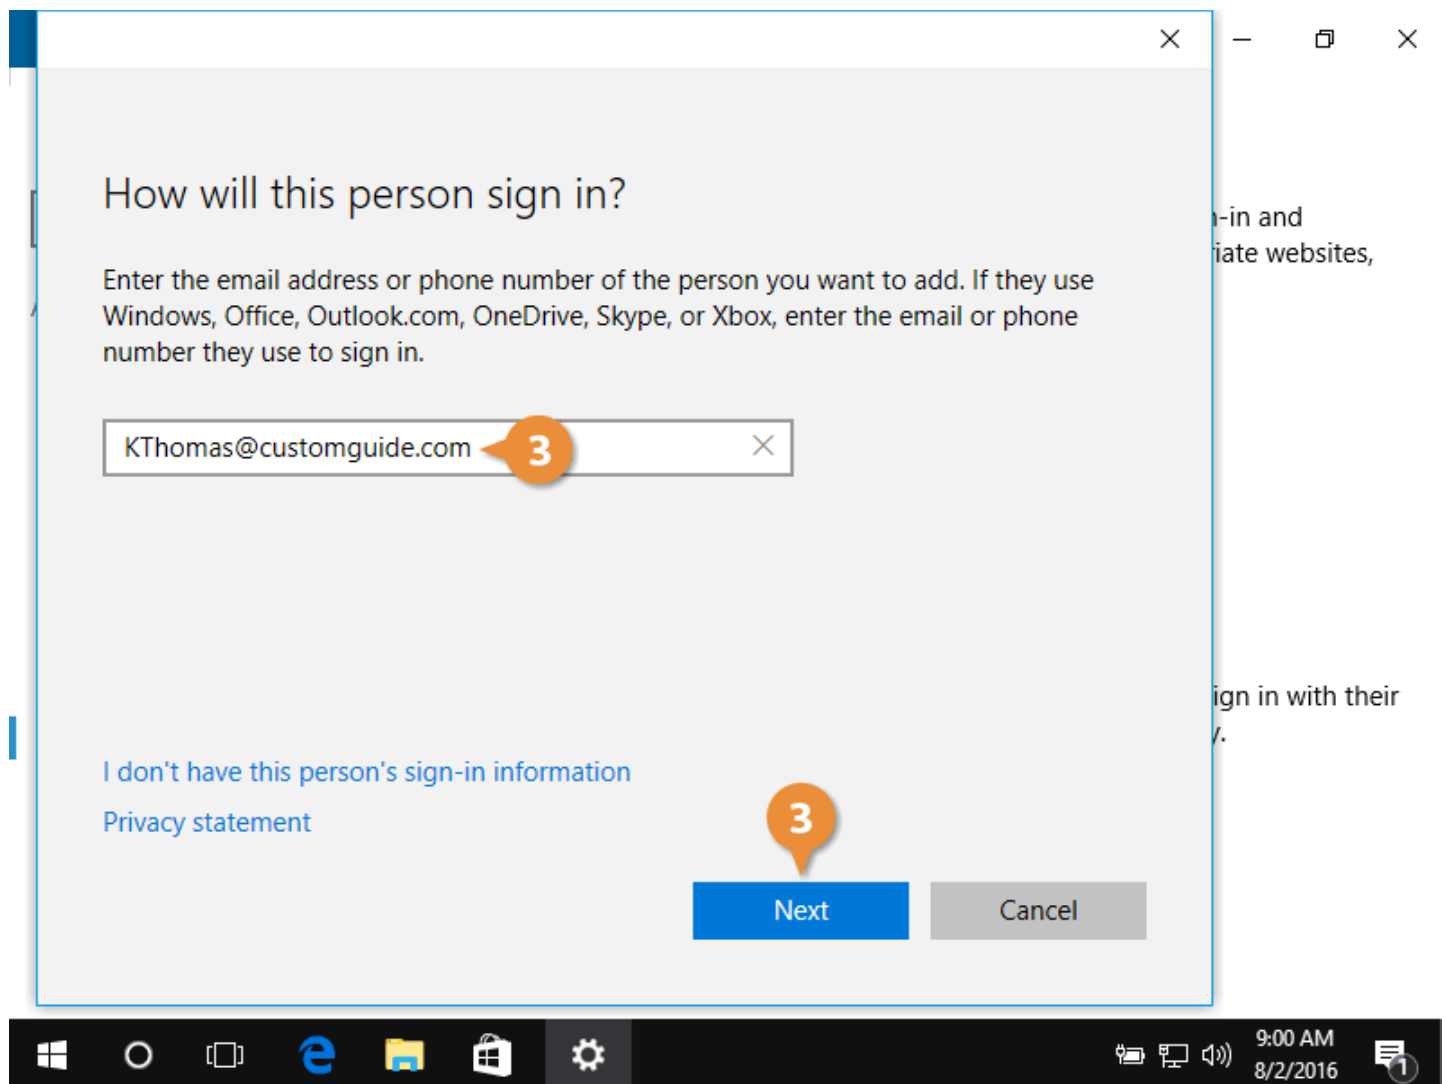 How will this person sign in?
Enter the email address or phone number of the person you want to add. If they use
Windows, Office, Outlook.com, OneDrive, Skype, or Xbox, enter the email or phone
number they use to sign in.
KThomas@customguide.com
3
I don't have this person's sign-in information
Privacy statement
3
Next
Cancel
-in and
iate websites,
ign in with their
y.
9:00 AM
8/2/2016
1